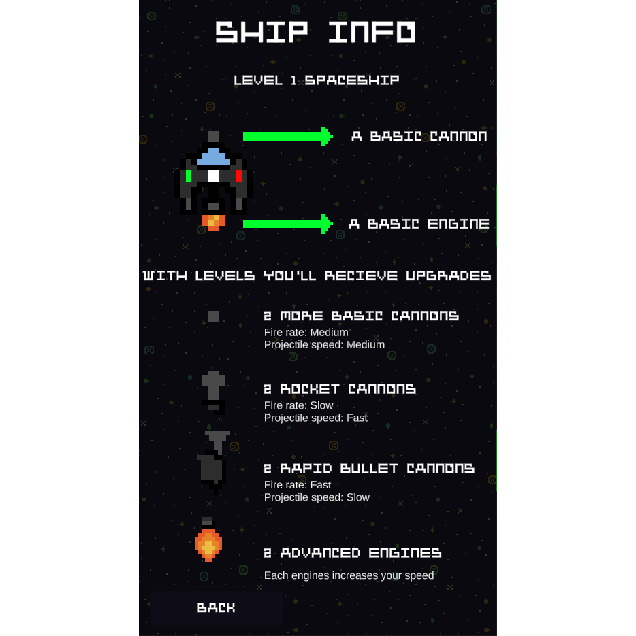 SHIP INFO
LEVEL 1 SPACESHIP
A BASIC CANNON
A BASIC ENGINE
WITH LEVELS YOU'LL RECIEVE UPGRADES
2 MORE BASIC CANNONS
Fire rate: Medium
Projectile speed: Medium
2 ROCKET CANNONS
Fire rate: Slow
Projectile speed: Fast
2 RAPID BULLET CANNONS
Fire rate: Fast
Projectile speed: Slow
2 ADVANCED ENGINES
Each engines increases your speed
BACK